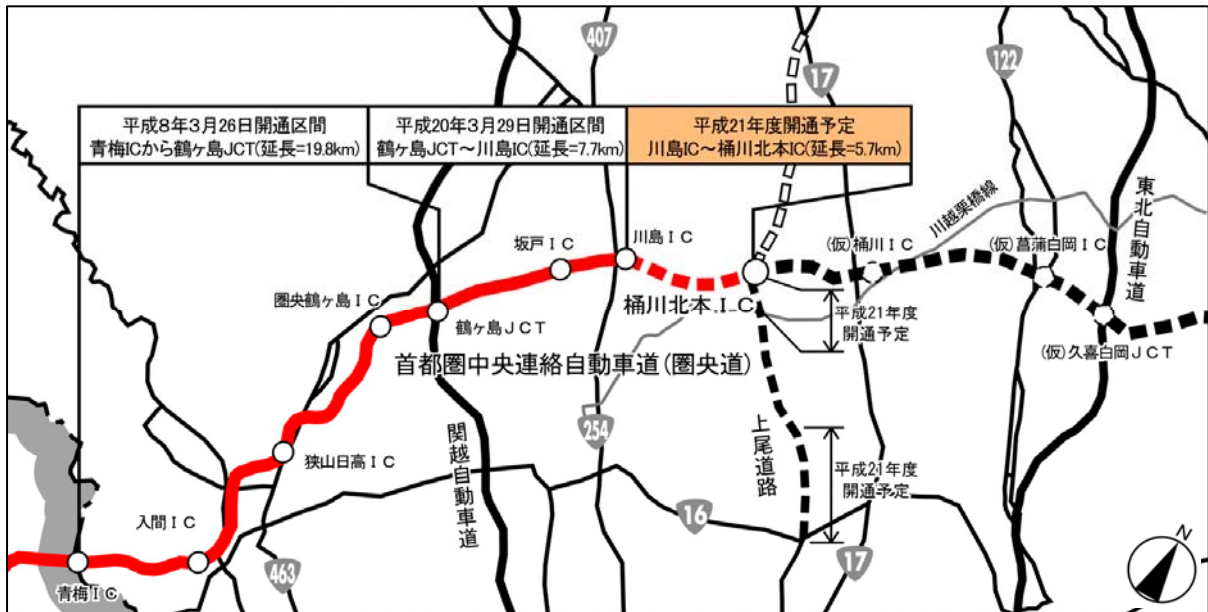 407
17
122
平成8年3月26日開通区間
青梅ICから鶴ヶ島JCT(延長=19.8km)
平成20年3月29日開通区間
鶴ヶ島JCT～川島IC(延長=7.7km)
平成21年度開通予定
川島IC～桶川北本IC(延長=5.7km)
東北自動車道
川越栗橋線
坂戸IC
川島IC
(仮)桶川IC
(仮)菖蒲白岡IC
圏央鶴ヶ島IC
鶴ヶ島JCT
桶川北本IC
平成21年度
開通予定
(仮)久喜白岡JCT
首都圏中央連絡自動車道(圏央道)
254
関越自動車道
上尾道路
狭山日高IC
平成21年度
開通予定
入間IC
16
青梅IC
463
17
N